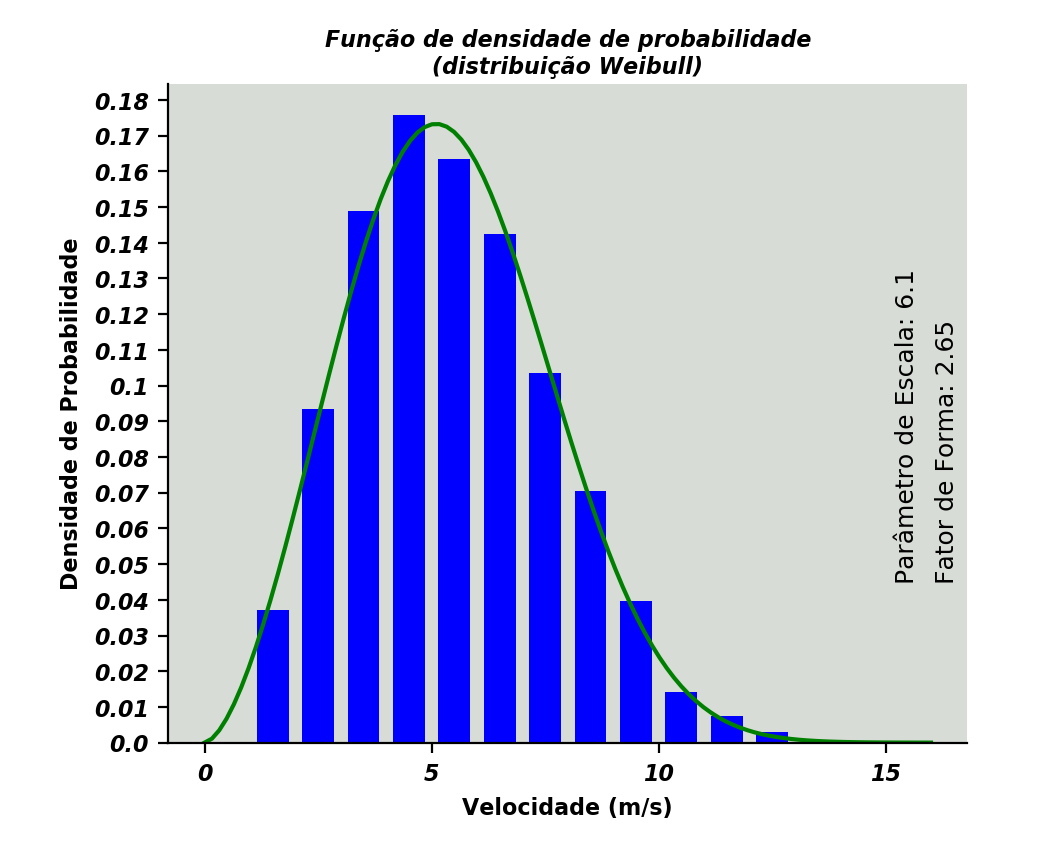 Função de densidade de probabilidade
(distribuição Weibull)
Densidade de Probabilidade
0.18
0.17
0.16
0.15
0.14
0.13
0.12
0.11
0.1
0.09
0.08
0.07
0.06
0.05
0.04
0.03
0.02
0.01
0.0
Parâmetro de Escala: 6.1
Fator de Forma: 2.65
0 5 10 15
Velocidade (m/s)